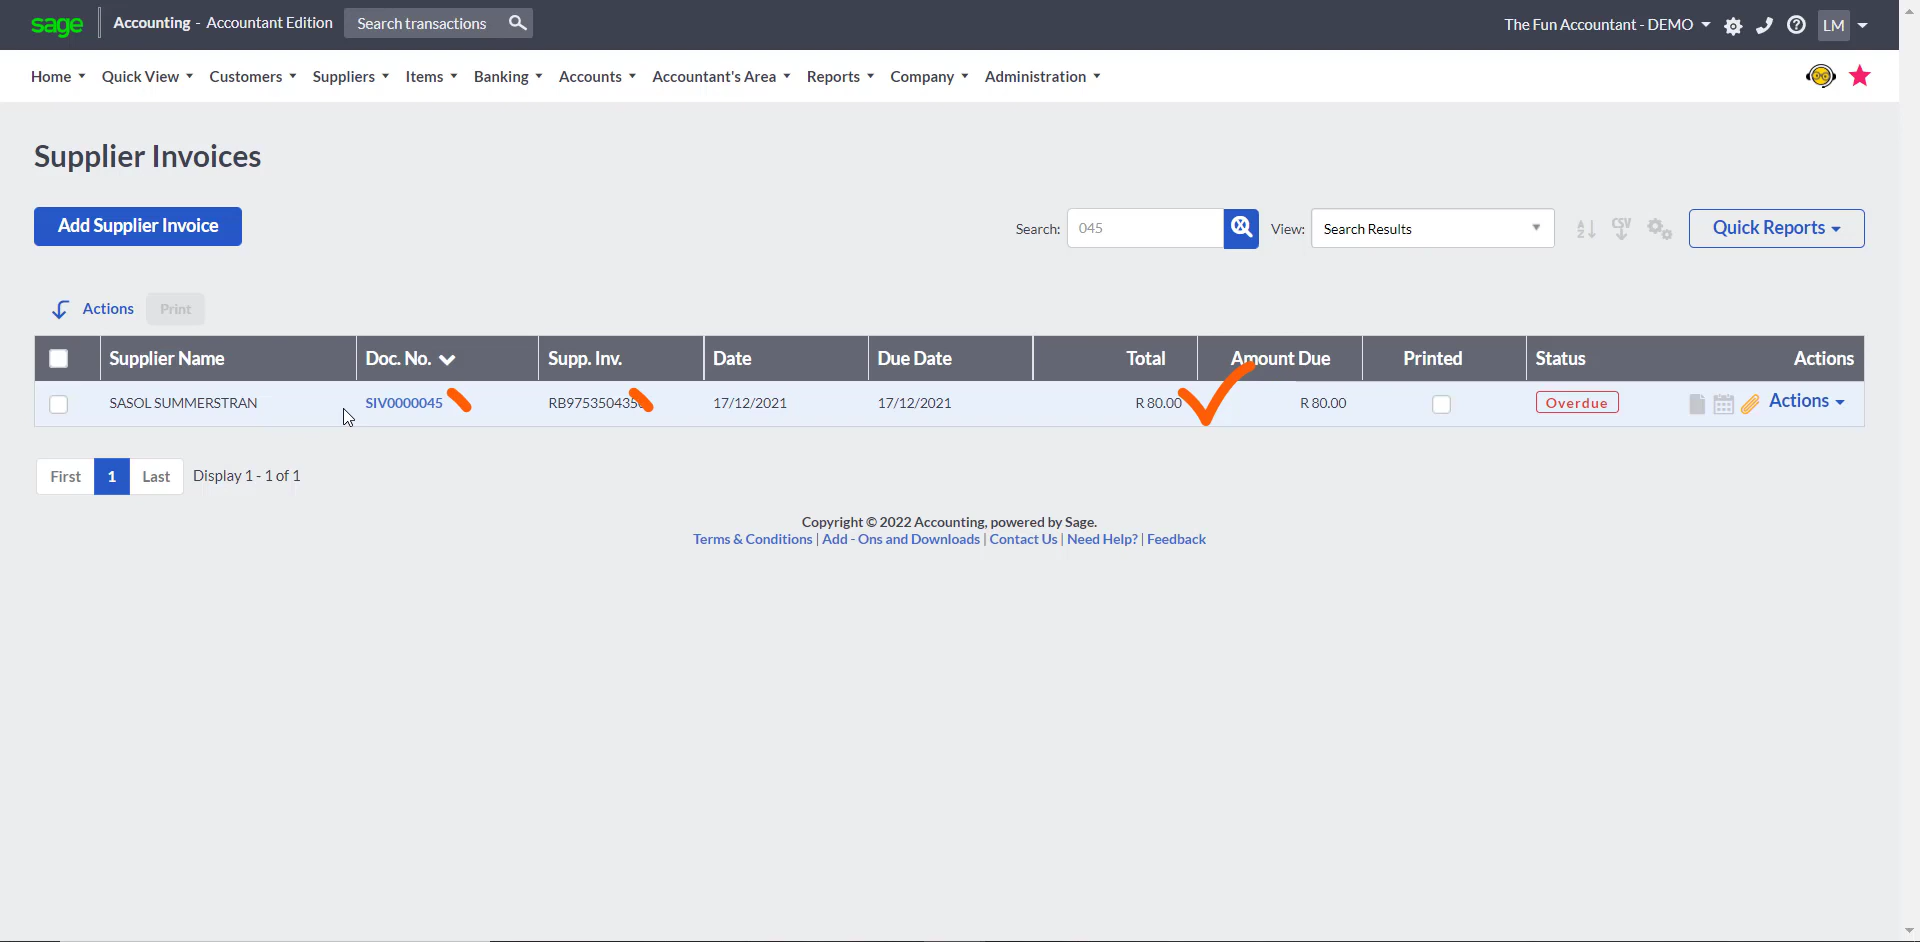 sage Accounting - Accountant Edition Search transactions The Fun Accountant - DEMO LM
Home Quick View Customers Suppliers Items Banking Accounts Accountant's Area Reports Company Administration
Supplier Invoices
Add Supplier Invoice Search: 045 View: Search Results CSV Quick Reports
Actions Print
Supplier Name Doc. No. Supp. Inv. Date Due Date Total Amount Due Printed Status Actions
SASOL SUMMERSTRAN SIV0000045 17/12/2021 17/12/2021 R 80.00 R 80.00 Overdue Actions
First 1 Last Display 1 - 1 of 1
Copyright © 2022 Accounting, powered by Sage.
Terms & Conditions | Add - Ons and Downloads | Contact Us | Need Help? | Feedback